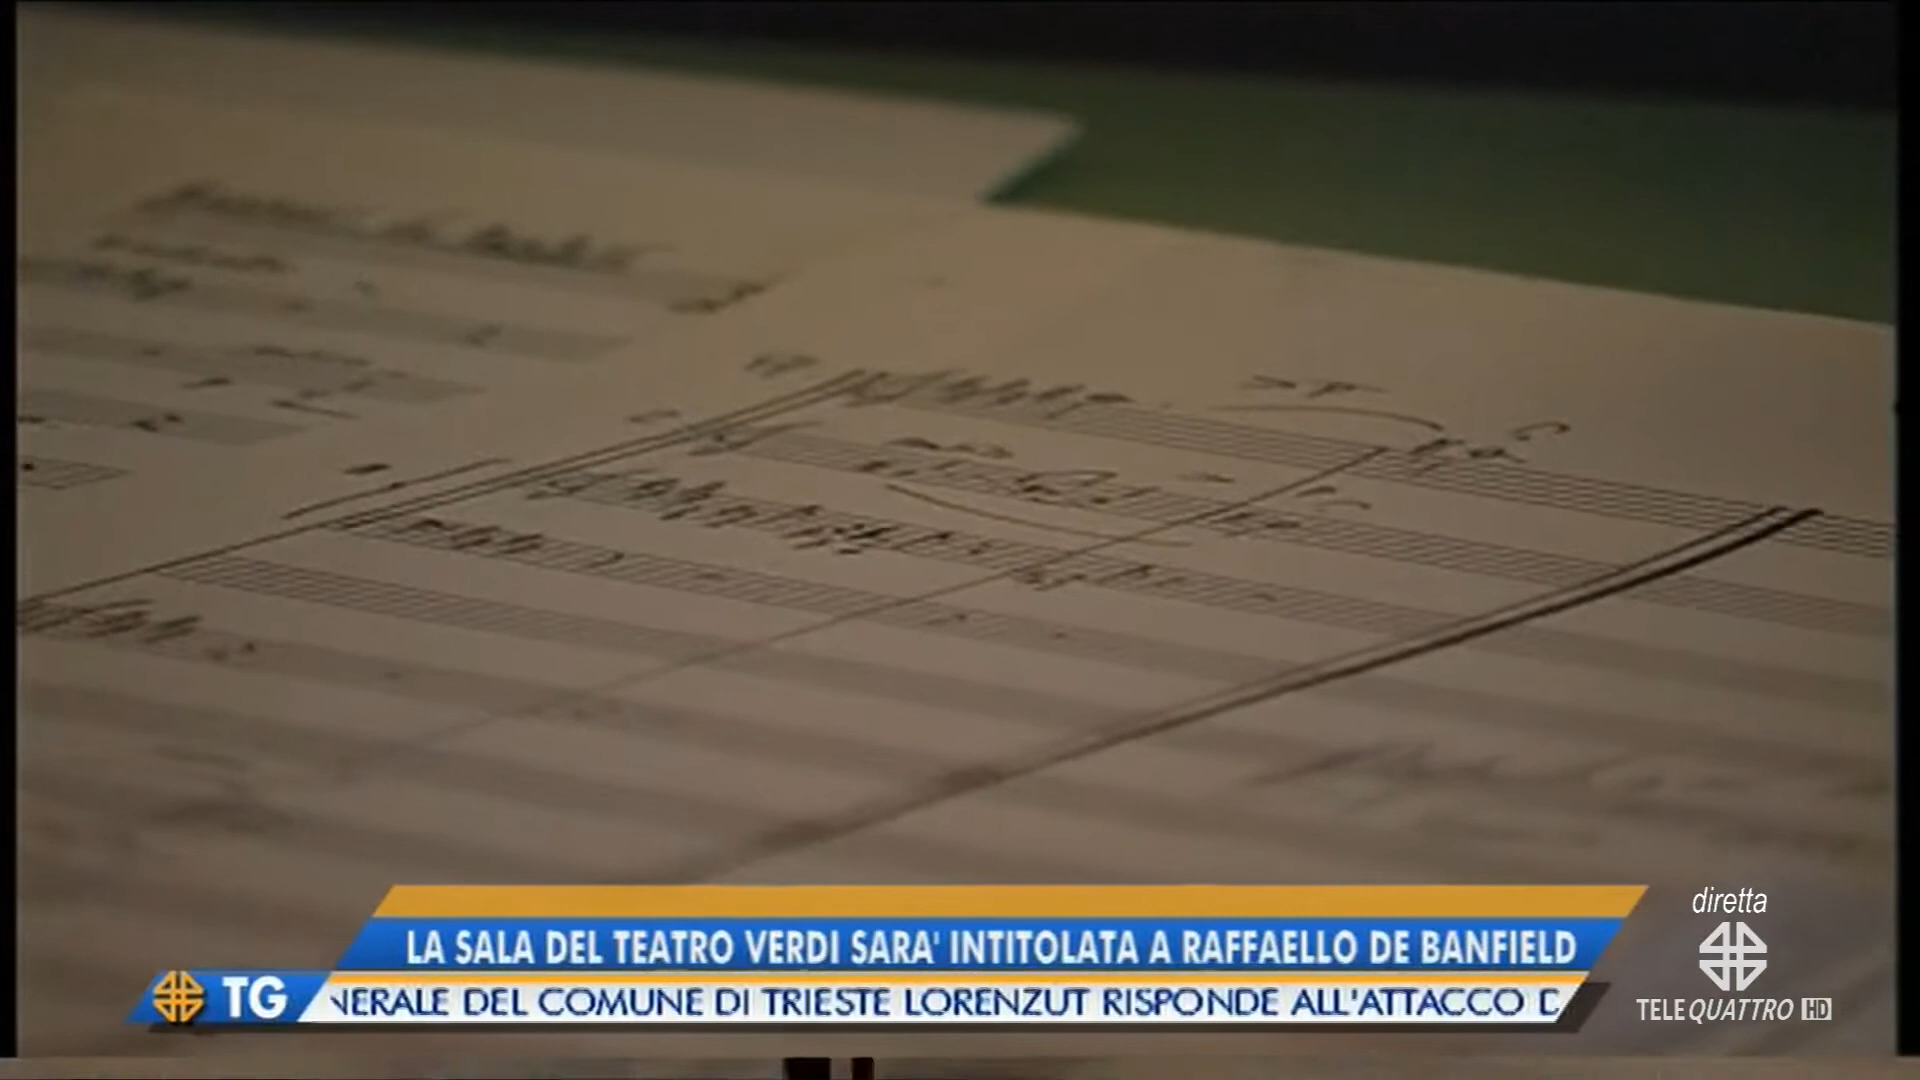 LA SALA DEL TEATRO VERDI SARA' INTITOLATA A RAFFAELLO DE BANFIELD
TG
NERALE DEL COMUNE DI TRIESTE LORENZUT RISPONDE ALL'ATTACCO D
diretta
TELEQUATTRO HD